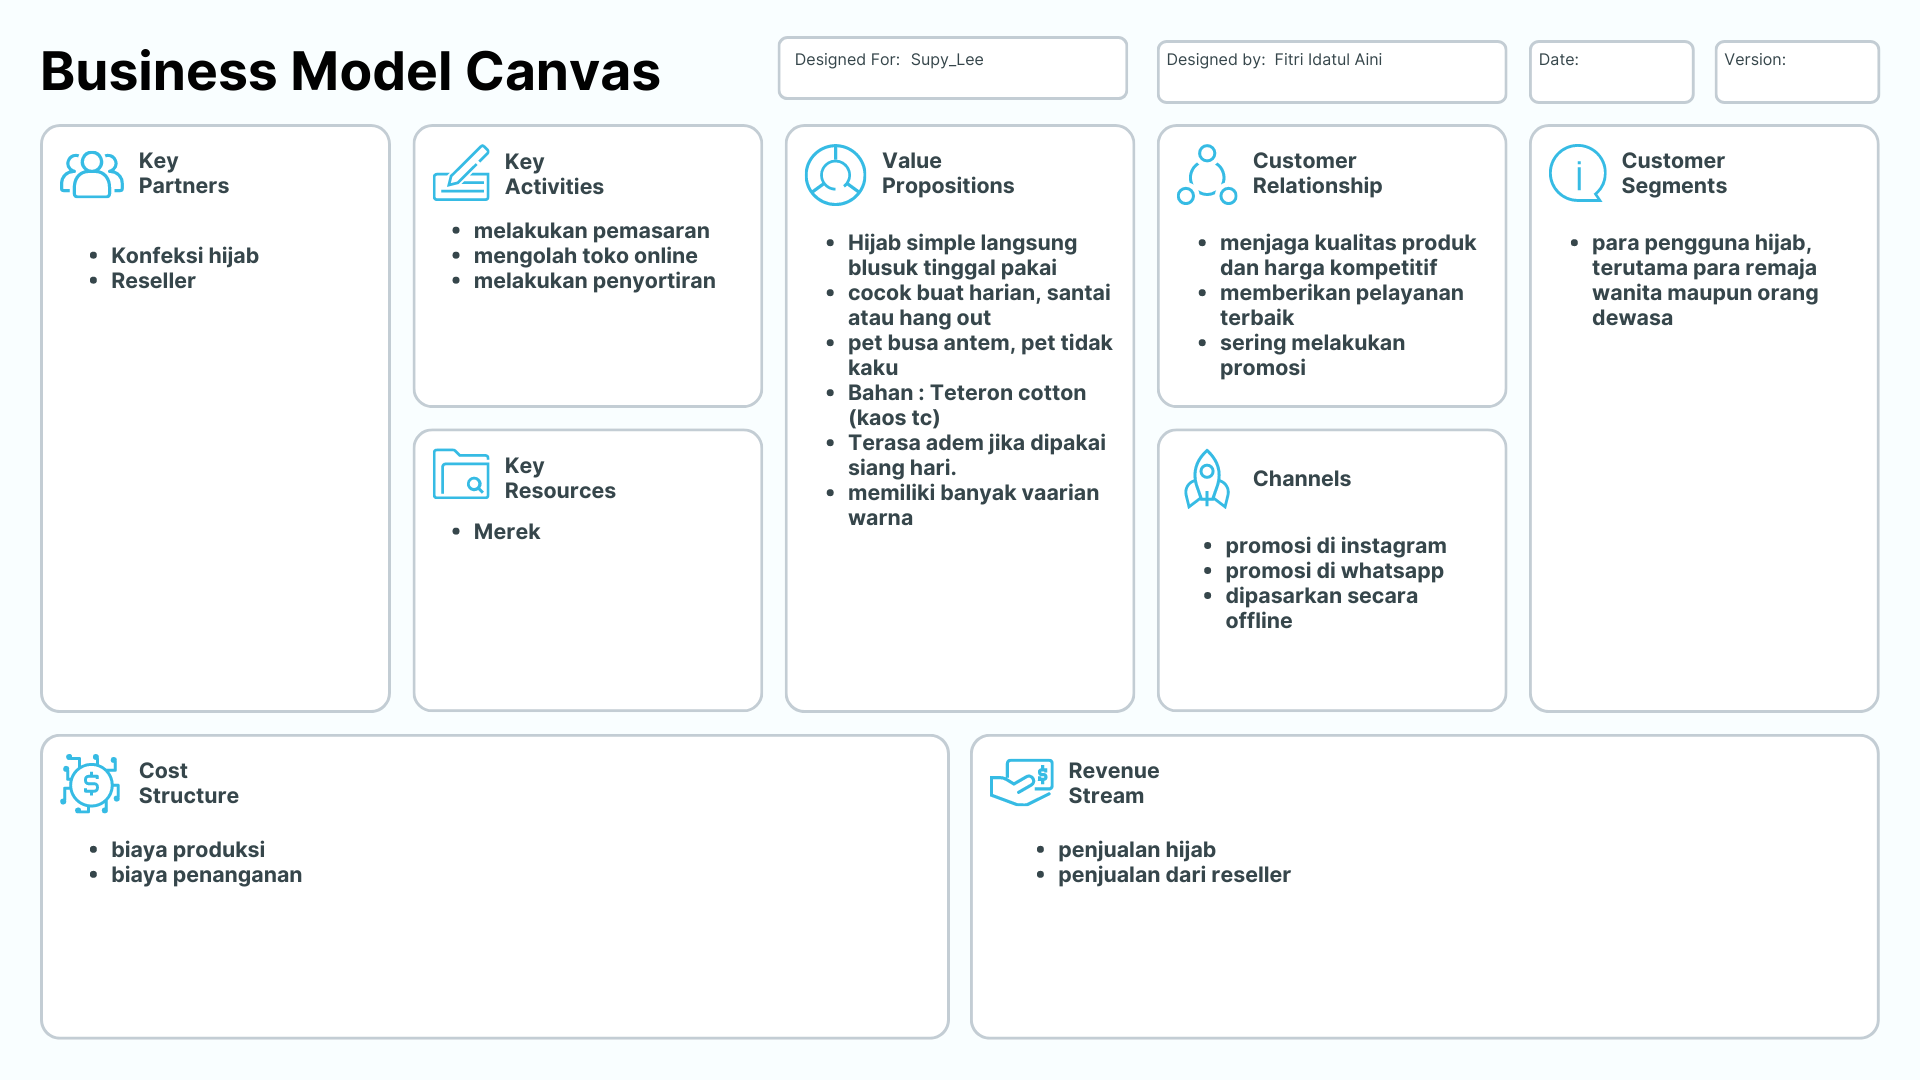 Business Model Canvas
Designed For: Supy_Lee
Designed by: Fitri Idatul Aini
Date:
Version:
Key
Partners
• Konfeksi hijab
• Reseller
Key
Activities
• melakukan pemasaran
• mengolah toko online
• melakukan penyortiran
Key
Resources
• Merek
Value
Propositions
• Hijab simple langsung
blusuk tinggal pakai
• cocok buat harian, santai
atau hang out
• pet busa antem, pet tidak
kaku
• Bahan : Teteron cotton
(kaos tc)
• Terasa adem jika dipakai
siang hari.
• memiliki banyak vaarian
warna
Customer
Relationship
• menjaga kualitas produk
dan harga kompetitif
• memberikan pelayanan
terbaik
• sering melakukan
promosi
Channels
• promosi di instagram
• promosi di whatsapp
• dipasarkan secara
offline
Customer
Segments
• para pengguna hijab,
terutama para remaja
wanita maupun orang
dewasa
Cost
Structure
• biaya produksi
• biaya penanganan
Revenue
Stream
• penjualan hijab
• penjualan dari reseller